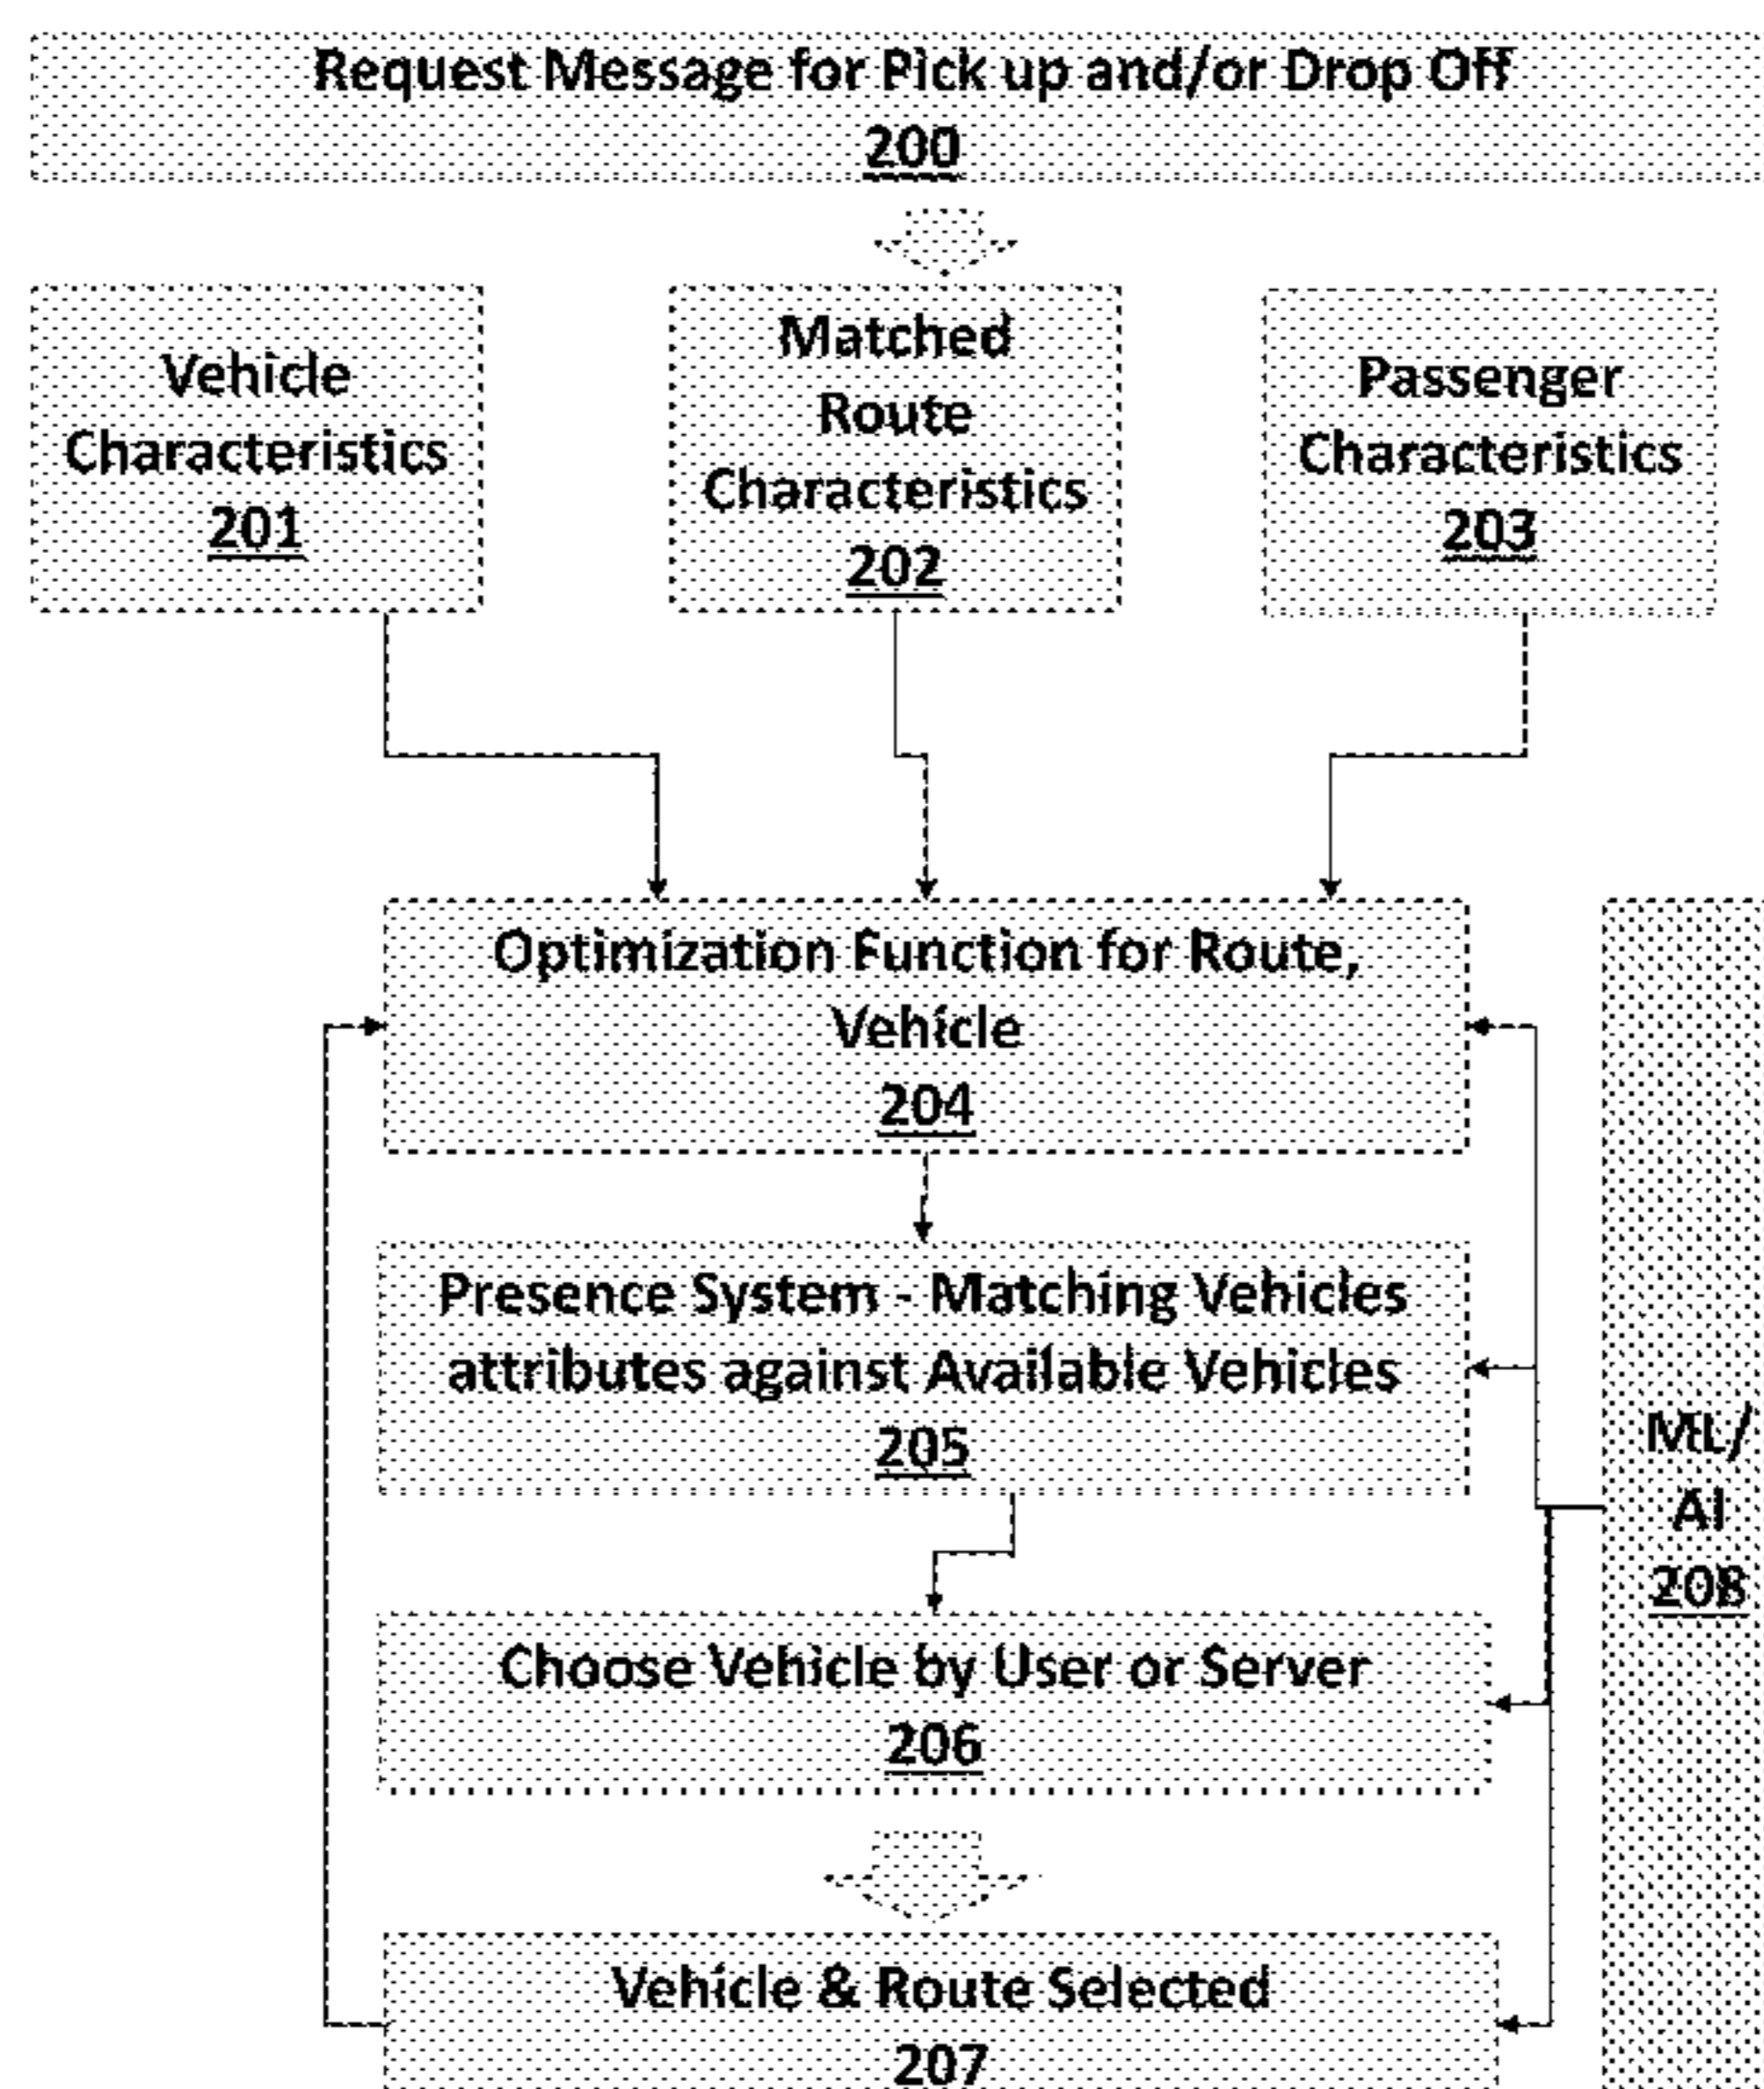 Request Message for Pick up and/or Drop Off
200
Vehicle
Characteristics
201
Matched
Route
Characteristics
202
Passenger
Characteristics
203
Optimization Function for Route,
Vehicle
204
Presence System - Matching Vehicles
attributes against Available Vehicles
205
ML/
AI
208
Choose Vehicle by User or Server
206
Vehicle & Route Selected
207